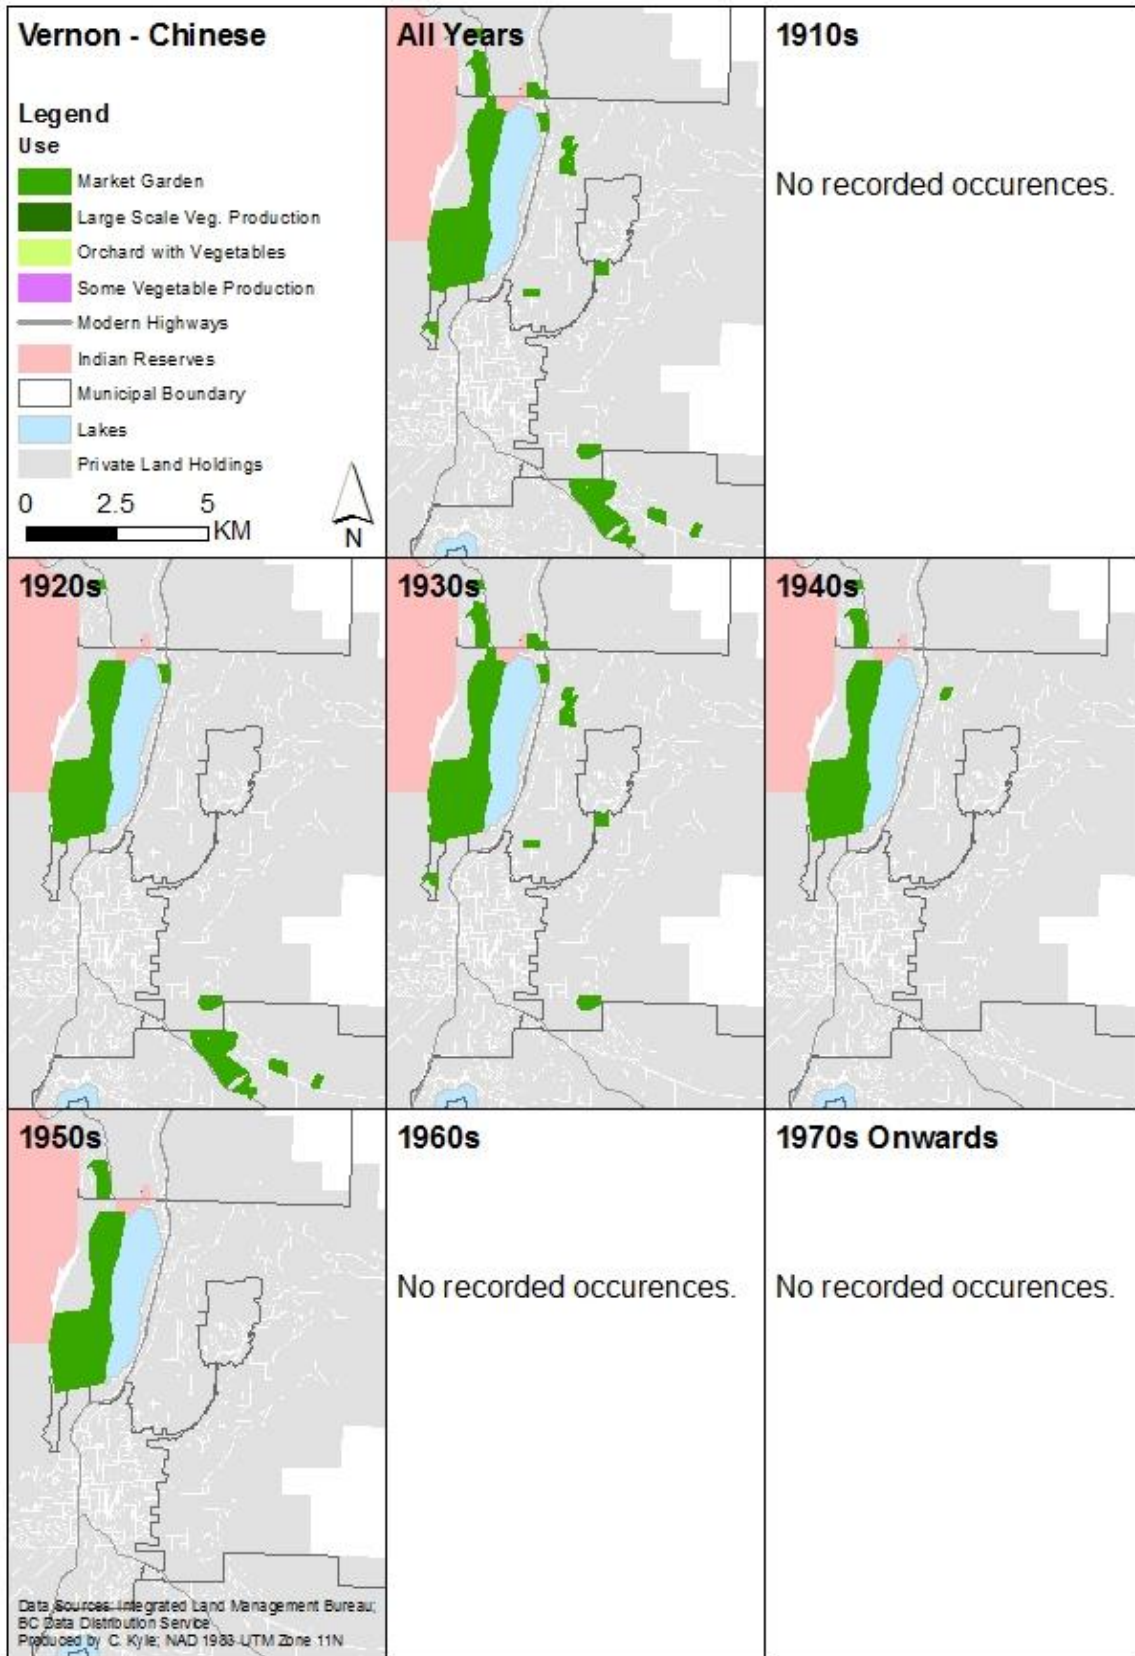 Vernon - Chinese
Legend
Use
Market Garden
Large Scale Veg. Production
Orchard with Vegetables
Some Vegetable Production
Modern Highways
Indian Reserves
Municipal Boundary
Lakes
Private Land Holdings
0 2.5 5
KM
N
All Years
1910s
No recorded occurences.
1920s
1930s
1940s
1950s
Data Sources: Integrated Land Management Bureau;
BC Data Distribution Service
Produced by C. Kyle; NAD 1983 UTM Zone 11N
1960s
No recorded occurences.
1970s Onwards
No recorded occurences.